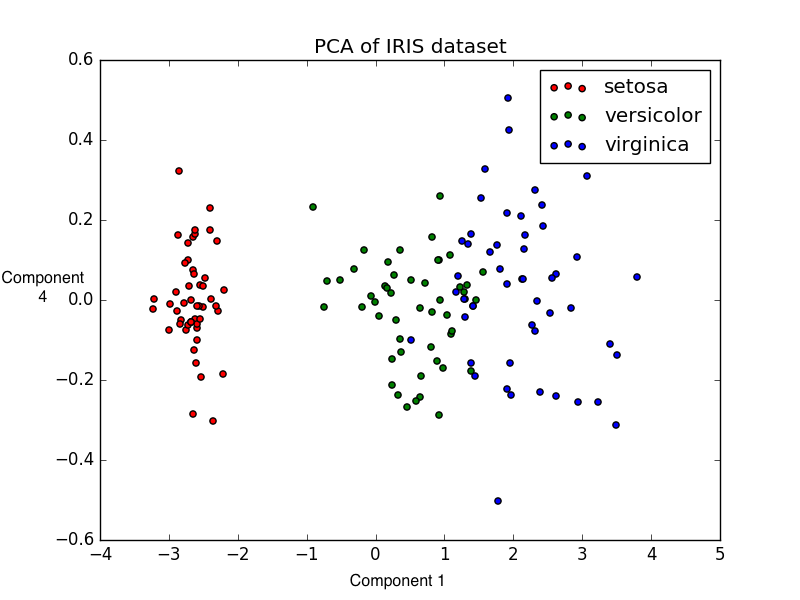 PCA of IRIS dataset
0.6
0.4
0.2
0.0
−0.2
−0.4
−0.6
Component
4
setosa
versicolor
virginica
−4 −3 −2 −1 0 1 2 3 4 5
Component 1